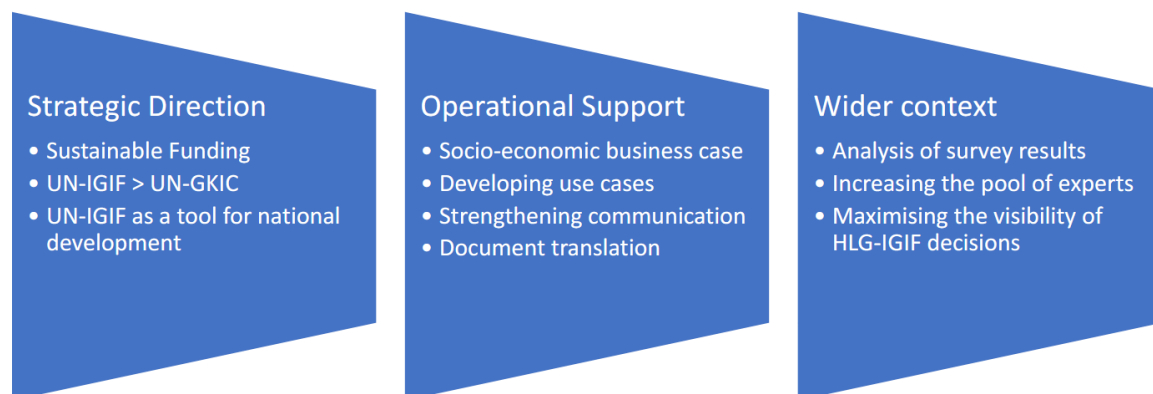 Strategic Direction
• Sustainable Funding
• UN-IGIF > UN-GKIC
• UN-IGIF as a tool for national
development
Operational Support
• Socio-economic business case
• Developing use cases
• Strengthening communication
• Document translation
Wider context
• Analysis of survey results
• Increasing the pool of experts
• Maximising the visibility of
HLG-IGIF decisions